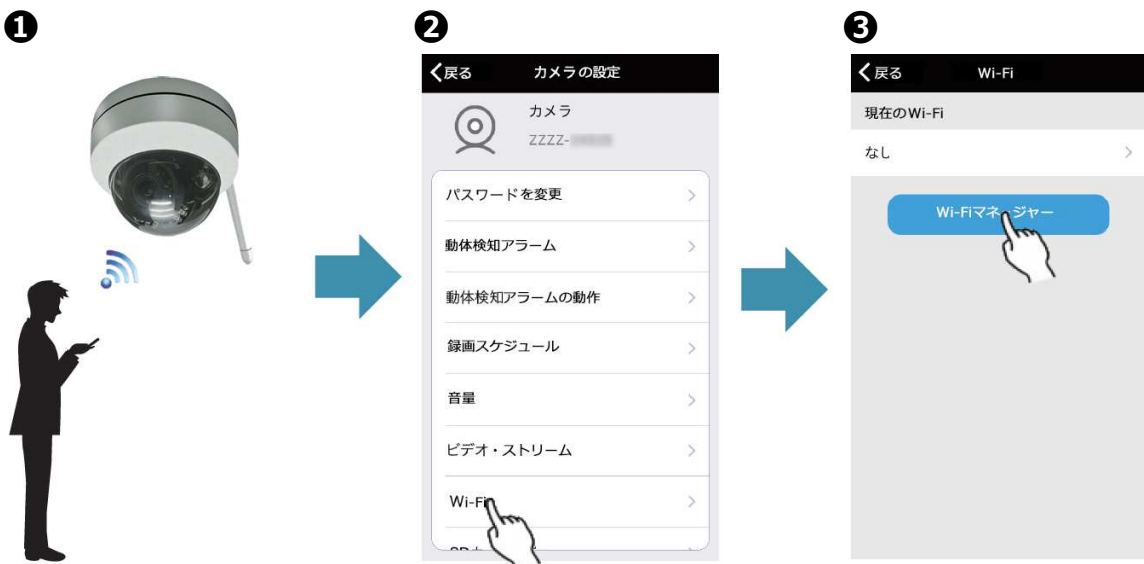 ❶
❷
戻る カメラの設定
カメラ
ZZZZ-
パスワードを変更
動体検知アラーム
動体検知アラームの動作
録画スケジュール
音量
ビデオ・ストリーム
Wi-Fi
❸
戻る Wi-Fi
現在のWi-Fi
なし
Wi-Fiマネージャー